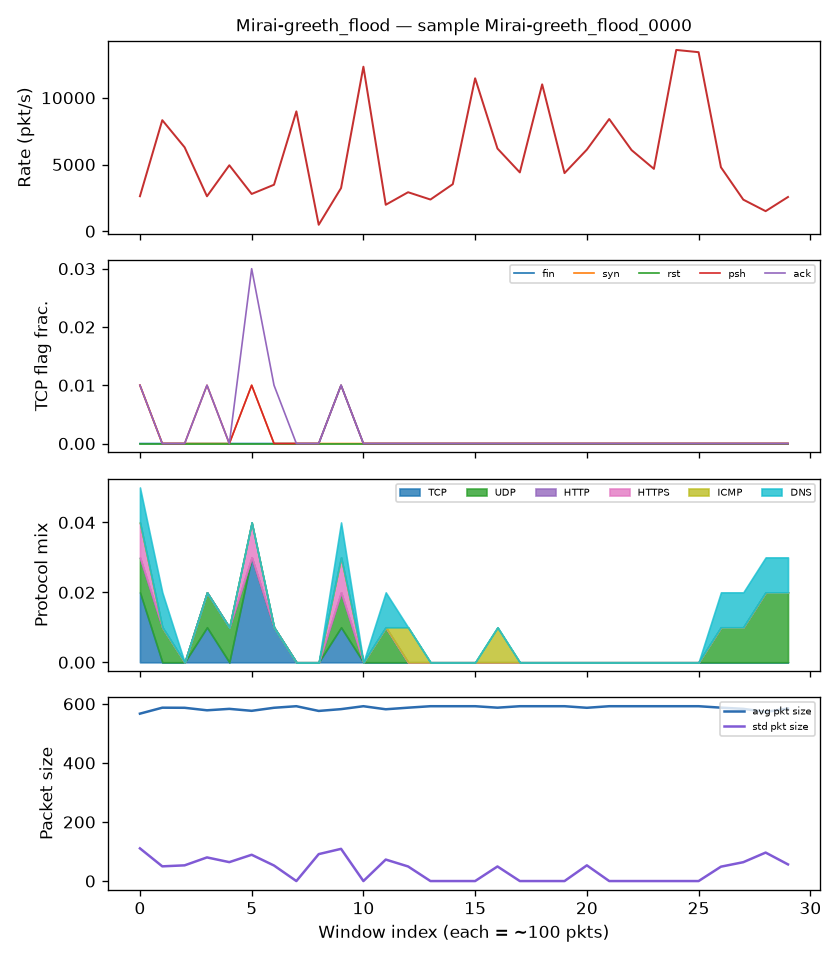 Mirai-greeth_flood — sample Mirai-greeth_flood_0000
Rate (pkt/s)
10000
5000
0
TCP flag frac.
0.03
0.02
0.01
0.00
fin syn rst psh ack
Protocol mix
0.04
0.02
0.00
TCP UDP HTTP HTTPS ICMP DNS
Packet size
600
400
200
0
avg pkt size
std pkt size
0 5 10 15 20 25 30
Window index (each = ~100 pkts)